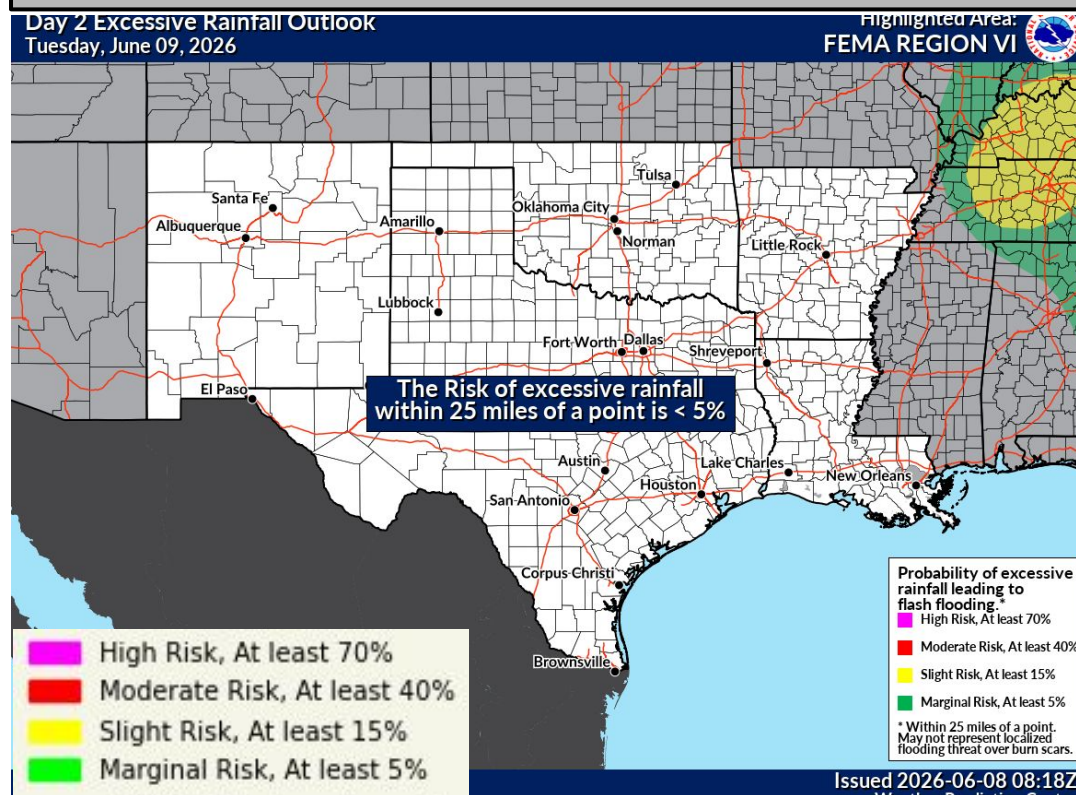 Day 2 Excessive Rainfall Outlook
Tuesday, June 09, 2026
Highlighted Area:
FEMA REGION VI
Santa Fe
Albuquerque
Amarillo
Tulsa
Oklahoma City
Norman
Little Rock
Lubbock
Fort Worth
Dallas
Shreveport
El Paso
The Risk of excessive rainfall
within 25 miles of a point is < 5%
Austin
Lake Charles
Houston
New Orleans
San Antonio
Corpus Christi
Brownsville
Probability of excessive
rainfall leading to
flash flooding.*
High Risk, At least 70%
Moderate Risk, At least 40%
Slight Risk, At least 15%
Marginal Risk, At least 5%
* Within 25 miles of a point.
May not represent localized
flooding threat over burn scars.
High Risk, At least 70%
Moderate Risk, At least 40%
Slight Risk, At least 15%
Marginal Risk, At least 5%
Issued 2026-06-08 08:18Z